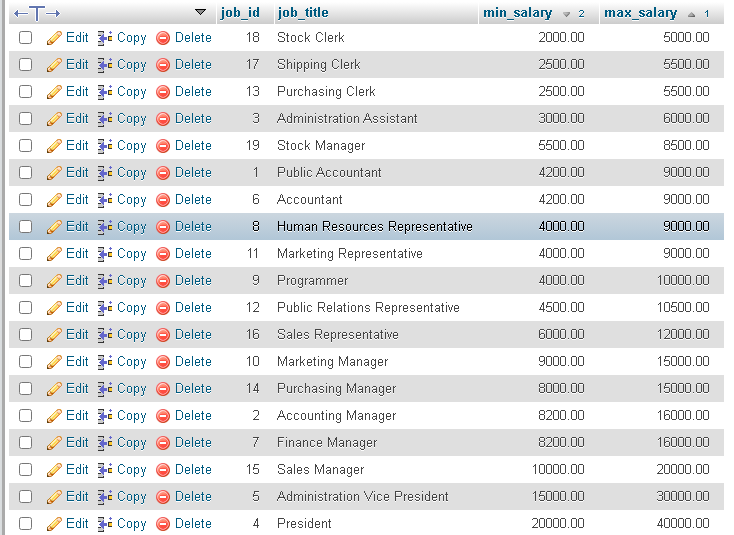 job_id job_title min_salary 2 max_salary 1
Edit Copy Delete 18 Stock Clerk 2000.00 5000.00
Edit Copy Delete 17 Shipping Clerk 2500.00 5500.00
Edit Copy Delete 13 Purchasing Clerk 2500.00 5500.00
Edit Copy Delete 3 Administration Assistant 3000.00 6000.00
Edit Copy Delete 19 Stock Manager 5500.00 8500.00
Edit Copy Delete 1 Public Accountant 4200.00 9000.00
Edit Copy Delete 6 Accountant 4200.00 9000.00
Edit Copy Delete 8 Human Resources Representative 4000.00 9000.00
Edit Copy Delete 11 Marketing Representative 4000.00 9000.00
Edit Copy Delete 9 Programmer 4000.00 10000.00
Edit Copy Delete 12 Public Relations Representative 4500.00 10500.00
Edit Copy Delete 16 Sales Representative 6000.00 12000.00
Edit Copy Delete 10 Marketing Manager 9000.00 15000.00
Edit Copy Delete 14 Purchasing Manager 8000.00 15000.00
Edit Copy Delete 2 Accounting Manager 8200.00 16000.00
Edit Copy Delete 7 Finance Manager 8200.00 16000.00
Edit Copy Delete 15 Sales Manager 10000.00 20000.00
Edit Copy Delete 5 Administration Vice President 15000.00 30000.00
Edit Copy Delete 4 President 20000.00 40000.00